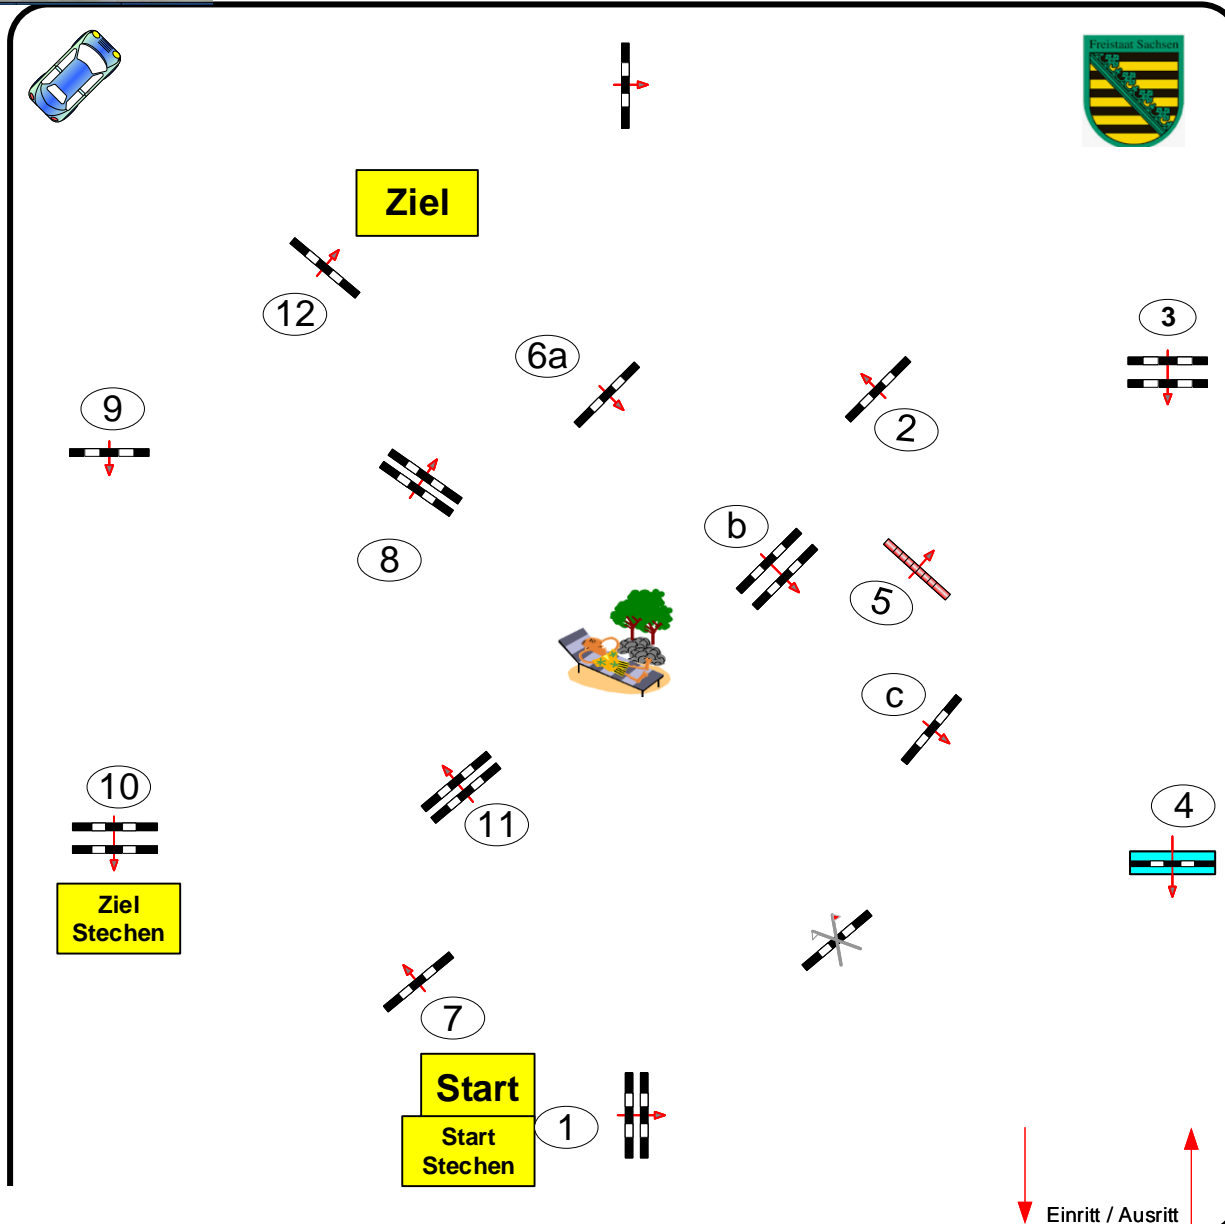 Freistaat Sachsen
Ziel
12
6a
3
9
2
8
b
5
c
10
11
4
Ziel
Stechen
7
Start
Start
Stechen
1
Einritt / Ausritt